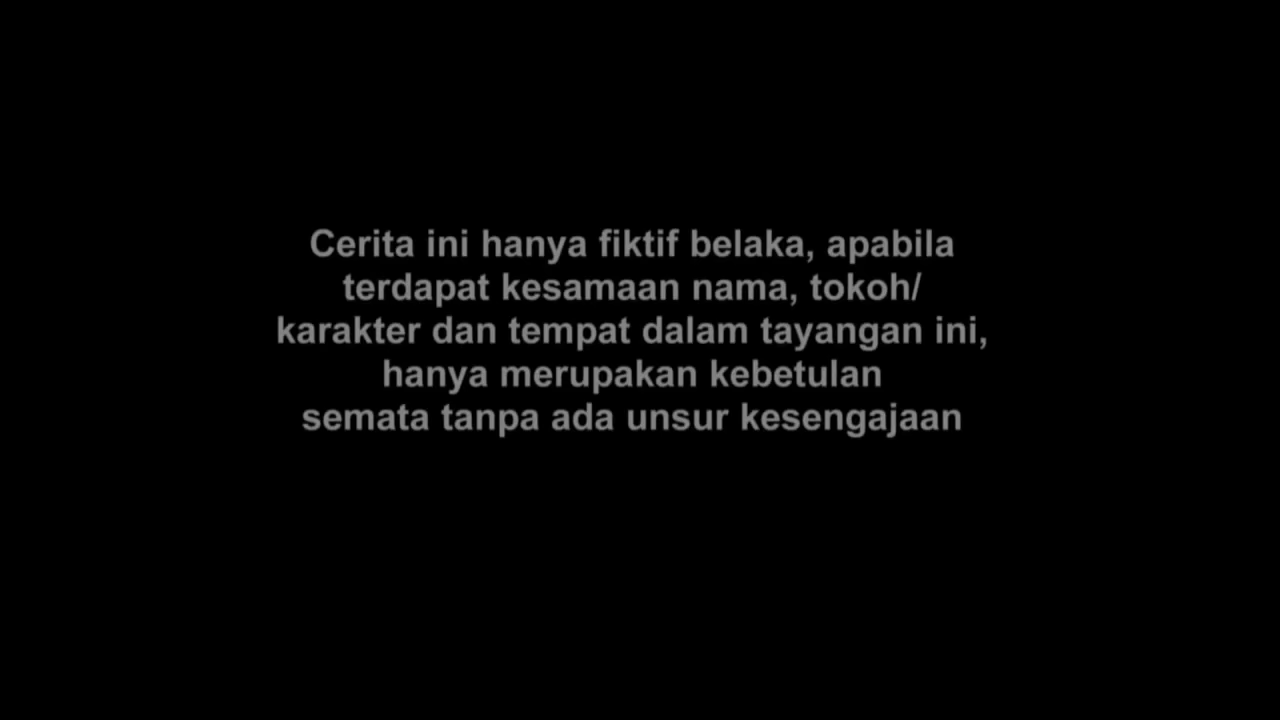 Cerita ini hanya fiktif belaka, apabila
terdapat kesamaan nama, tokoh/
karakter dan tempat dalam tayangan ini,
hanya merupakan kebetulan
semata tanpa ada unsur kesengajaan